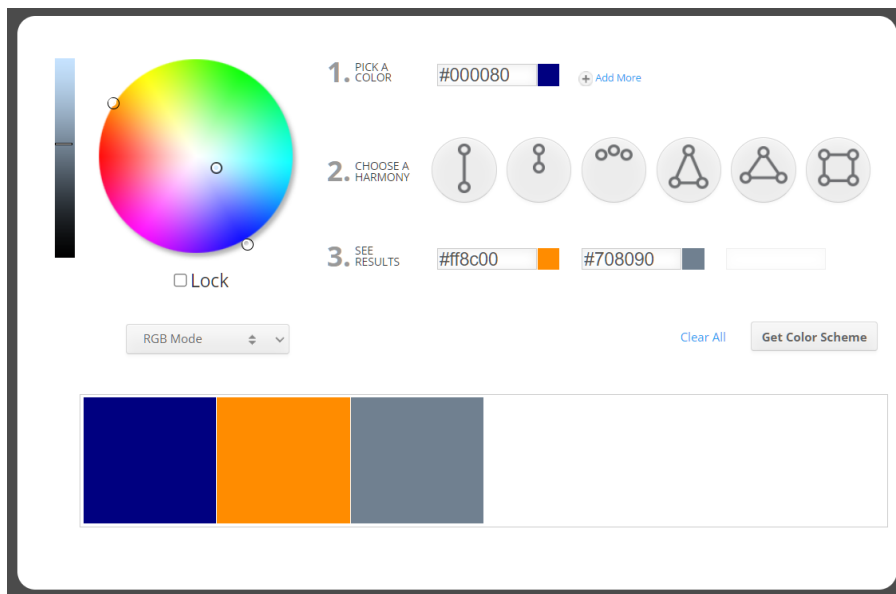 1. PICK A
COLOR
#000080
Add More
2. CHOOSE A
HARMONY
3. SEE
RESULTS
#ff8c00
#708090
Lock
RGB Mode
Clear All
Get Color Scheme